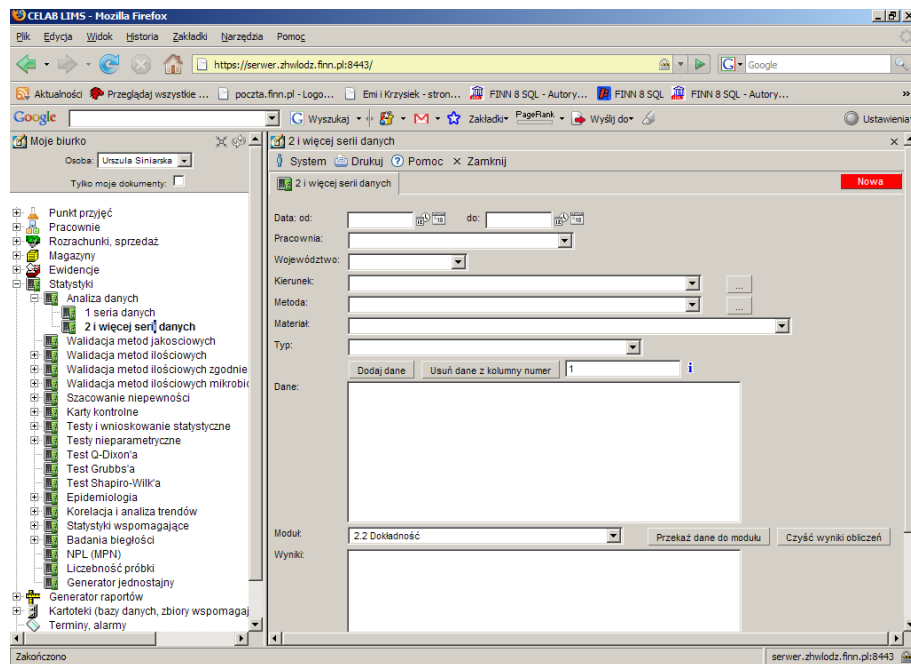 CELAB LIMS - Mozilla Firefox
Plik Edycja Widok Historia Zakładki Narzędzia Pomoc
https://serwer.zhwlodz.finn.pl:8443/ Google
Aktualności Przeglądaj wszystkie ... poczta.finn.pl - Logo... Emi i Krzysiek - stron... FINN 8 SQL - Autory... FINN 8 SQL FINN 8 SQL - Autory... »
Google Wyszukaj Zakładki PageRank Wyślij do Ustawienia
Moje biurko
Osoba: Urszula Siniarska
Tylko moje dokumenty:
Punkt przyjęć
Pracownie
Rozrachunki, sprzedaż
Magazyny
Ewidencje
Statystyki
Analiza danych
1 seria danych
2 i więcej serii danych
Walidacja metod jakosciowych
Walidacja metod ilościowych
Walidacja metod ilościowych zgodnie
Walidacja metod ilościowych mikrobio
Szacowanie niepewności
Karty kontrolne
Testy i wnioskowanie statystyczne
Testy nieparametryczne
Test Q-Dixon'a
Test Grubbs'a
Test Shapiro-Wilk'a
Epidemiologia
Korelacja i analiza trendów
Statystyki wspomagające
Badania biegłości
NPL (MPN)
Liczebność próbki
Generator jednostajny
Generator raportów
Kartoteki (bazy danych, zbiory wspomagaj
Terminy, alarmy
2 i więcej serii danych
System Drukuj Pomoc Zamknij
2 i więcej serii danych Nowa
Data: od: do:
Pracownia:
Województwo:
Kierunek: ...
Metoda: ...
Materiał:
Typ:
Dodaj dane Usuń dane z kolumny numer 1 i
Dane:
Moduł: 2.2 Dokładność Przekaż dane do modułu Czyść wyniki obliczeń
Wyniki:
Zakończono serwer.zhwlodz.finn.pl:8443